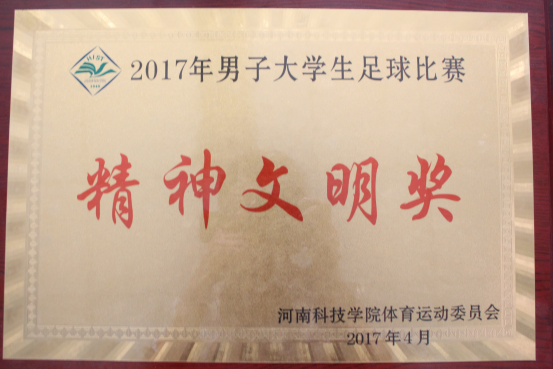 2017年男子大学生足球比赛
精神文明奖
河南科技学院体育运动委员会
2017年4月